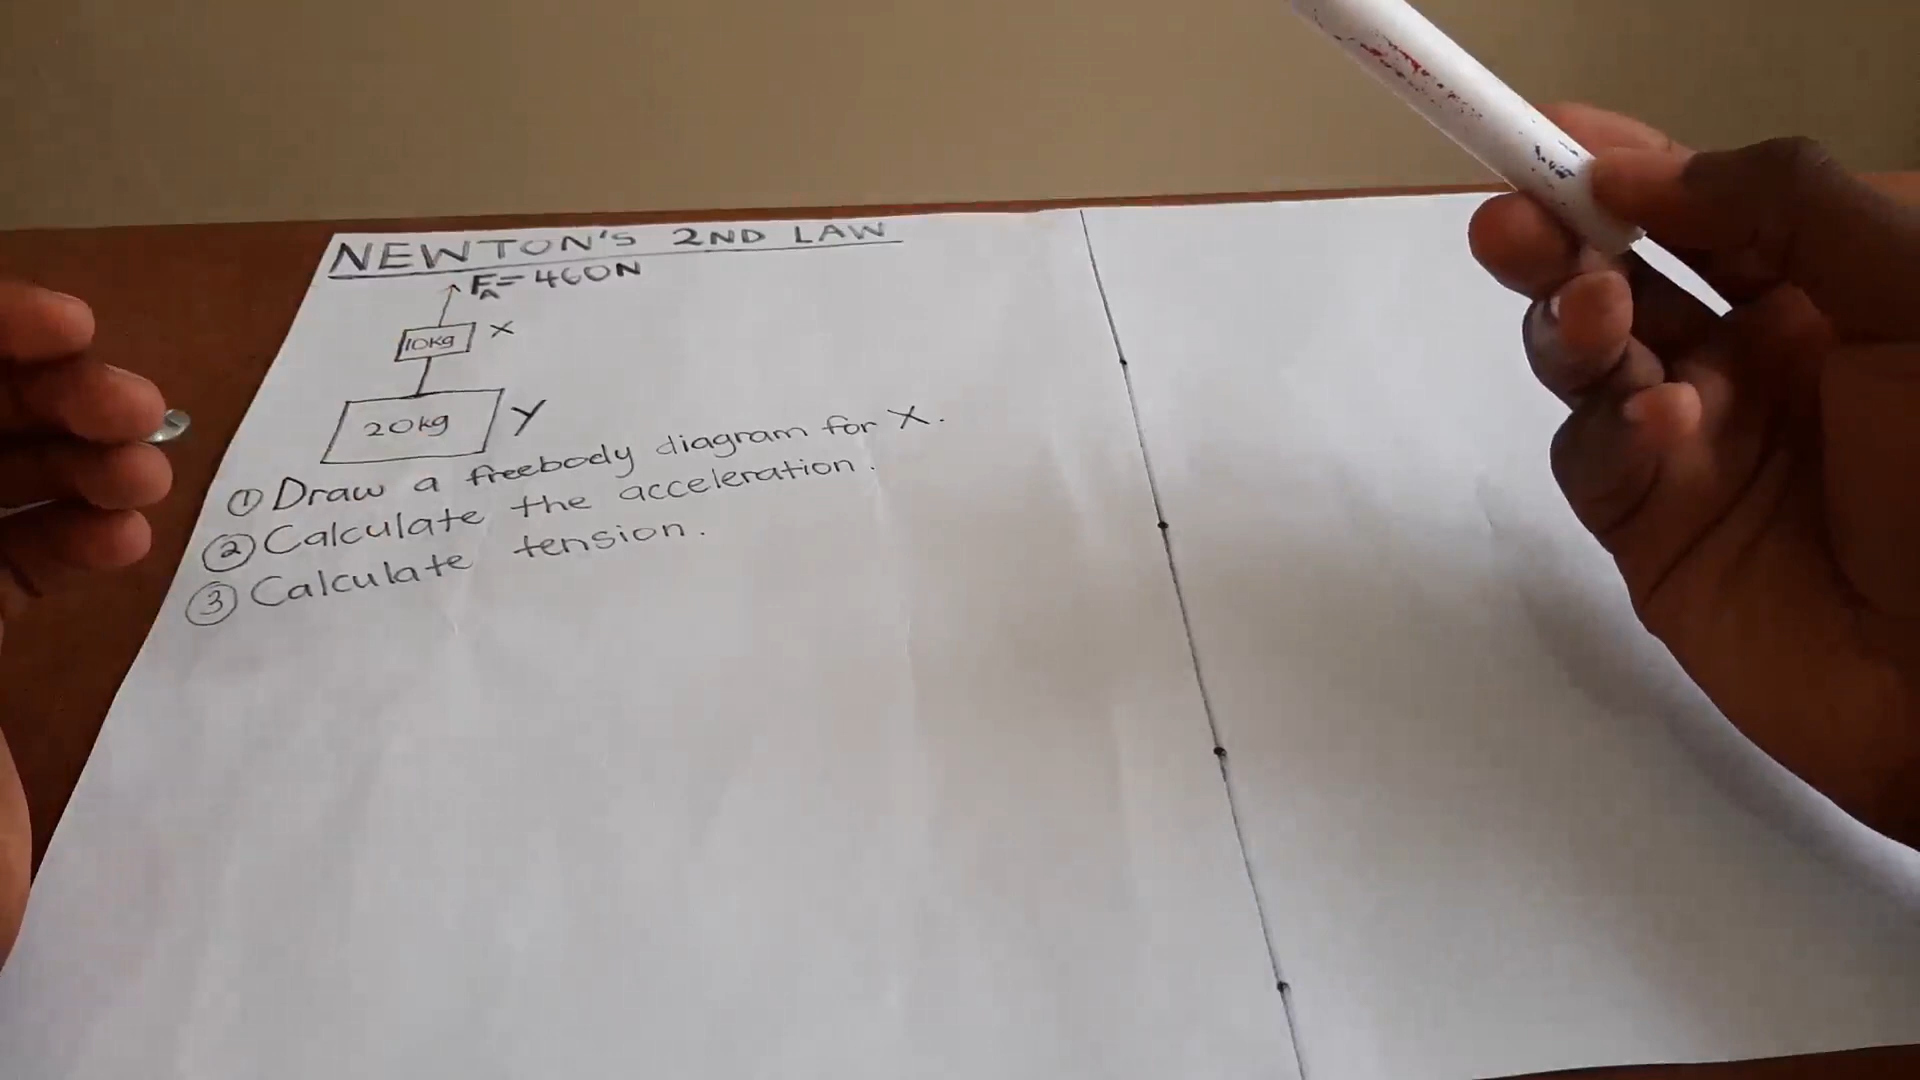 NEWTON'S 2ND LAW
FA = 460N
10kg X
20kg Y
① Draw a freebody diagram for X.
② Calculate the acceleration.
③ Calculate tension.